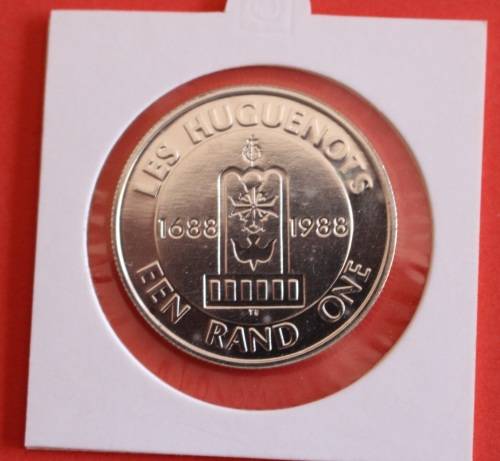 LES HUGUENOTS
1688 1988
EEN RAND ONE